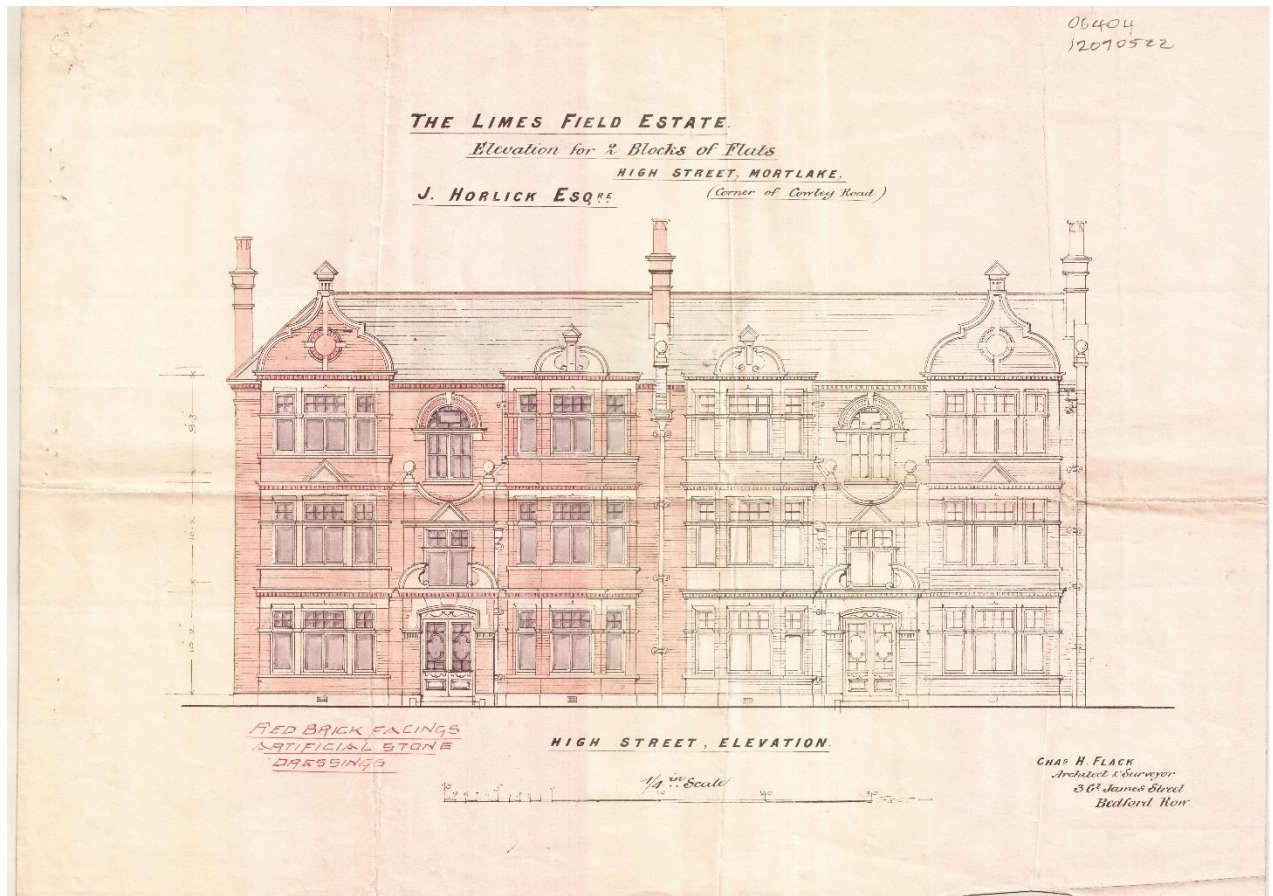 06404
12090522
THE LIMES FIELD ESTATE.
Elevation for 2 Blocks of Flats
HIGH STREET, MORTLAKE.
J. HORLICK ESQRE
(Corner of Cowley Road)
RED BRICK FACINGS
ARTIFICIAL STONE
DRESSINGS
HIGH STREET, ELEVATION.
1/4 in Scale
CHAS H. FLACK
Architect & Surveyor
3 Gt James Street
Bedford Row